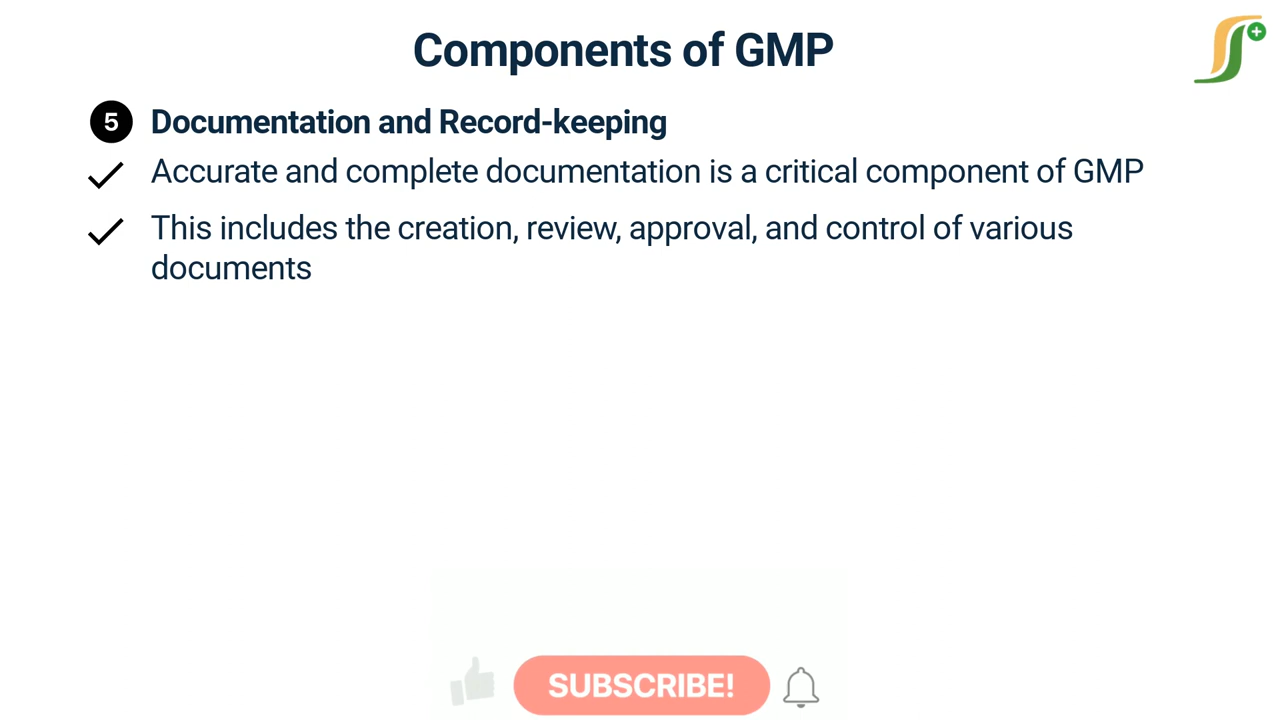 Components of GMP
5 Documentation and Record-keeping
Accurate and complete documentation is a critical component of GMP
This includes the creation, review, approval, and control of various
documents
SUBSCRIBE!